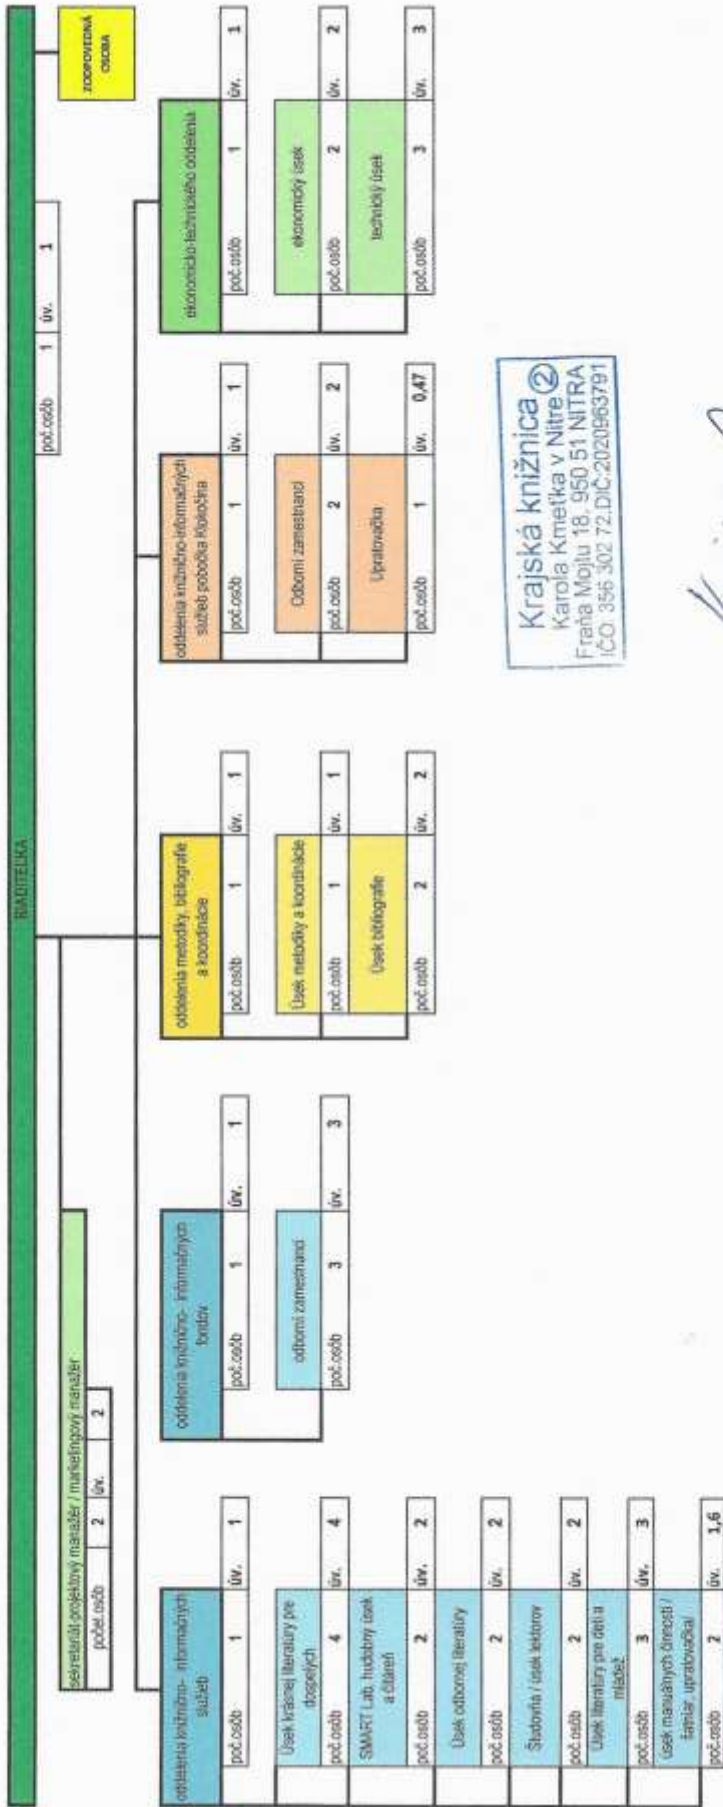 RIADITEĽKA
poč.osôb 1 úv. 1
ZODPOVEDNÁ
OSOBA
sekretariát-projektový manažér / marketingový manažér
počet.osôb 2 úv. 2
oddelenia knižnično- informačných
služieb
poč.osôb 1 úv. 1
Úsek krásnej literatúry pre
dospelých
poč.osôb 4 úv. 4
SMART Lab, hudobný úsek
a čitáreň
poč.osôb 2 úv. 2
Úsek odbornej literatúry
poč.osôb 2 úv. 2
Študovňa / úsek lektorov
poč.osôb 2 úv. 2
Úsek literatúry pre deti a
mládež
poč.osôb 3 úv. 3
úsek manuálnych činností /
šatniar, upratovačka/
poč.osôb 2 úv. 1,6
oddelenia knižnično- informačných
fondov
poč.osôb 1 úv. 1
odborní zamestnanci
poč.osôb 3 úv. 3
oddelenia metodiky, bibliografie
a koordinácie
poč.osôb 1 úv. 1
Úsek metodiky a koordinácie
poč.osôb 1 úv. 1
Úsek bibliografie
poč.osôb 2 úv. 2
oddelenia knižnično-informačných
služieb pobočka Klokočina
poč.osôb 1 úv. 1
Odborní zamestnanci
poč.osôb 2 úv. 2
Upratovačka
poč.osôb 1 úv. 0,47
ekonomicko-technického oddelenia
poč.osôb 1 úv. 1
ekonomický úsek
poč.osôb 2 úv. 2
technický úsek
poč.osôb 3 úv. 3
Krajská knižnica ②
Karola Kmeťka v Nitre
Fraňa Mojtu 18, 950 51 NITRA
IČO: 356 302 72,DIČ:2020963791